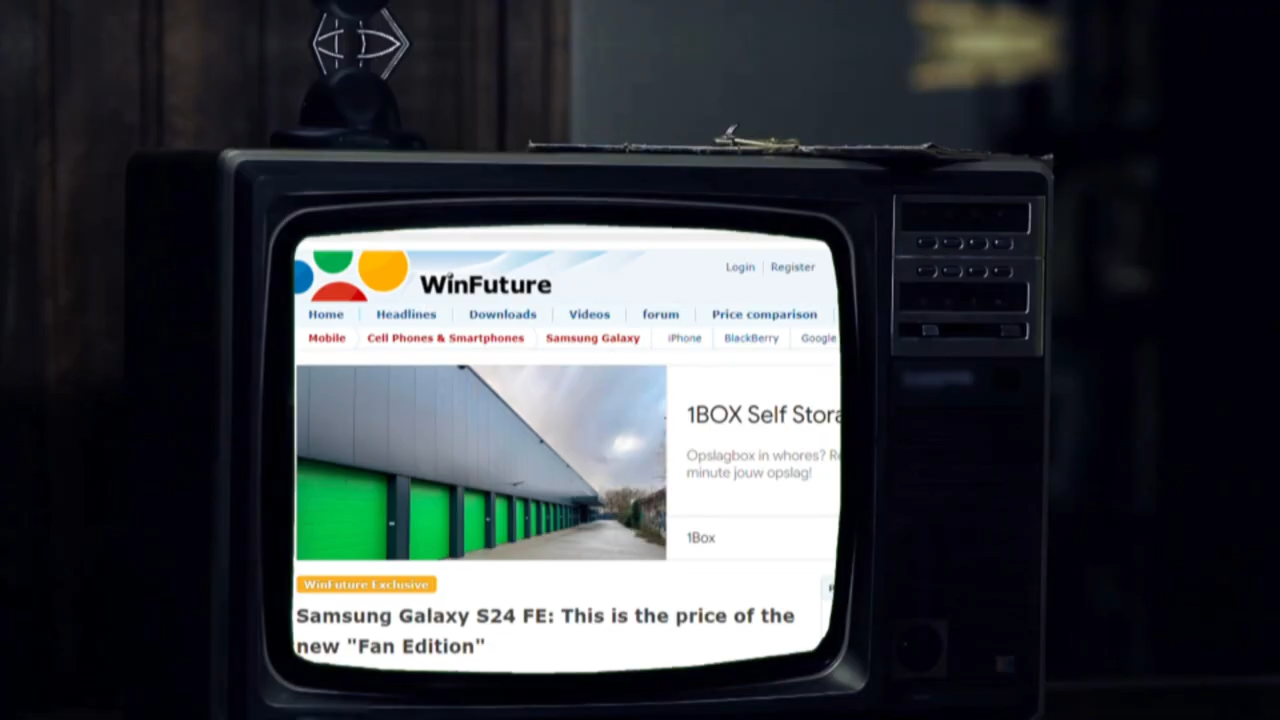 WinFuture
Login
Register
Home
Headlines
Downloads
Videos
forum
Price comparison
Mobile
Cell Phones & Smartphones
Samsung Galaxy
iPhone
BlackBerry
Google
1BOX Self Stora
Opslagbox in whores? Re
minute jouw opslag!
1Box
WinFuture Exclusive
Samsung Galaxy S24 FE: This is the price of the
new "Fan Edition"